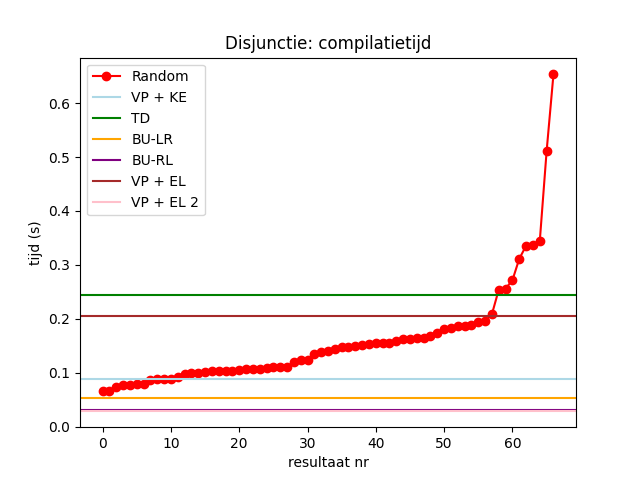 Disjunctie: compilatietijd
Random
VP + KE
TD
BU-LR
BU-RL
VP + EL
VP + EL 2
tijd (s)
0.6
0.5
0.4
0.3
0.2
0.1
0.0
0 10 20 30 40 50 60
resultaat nr